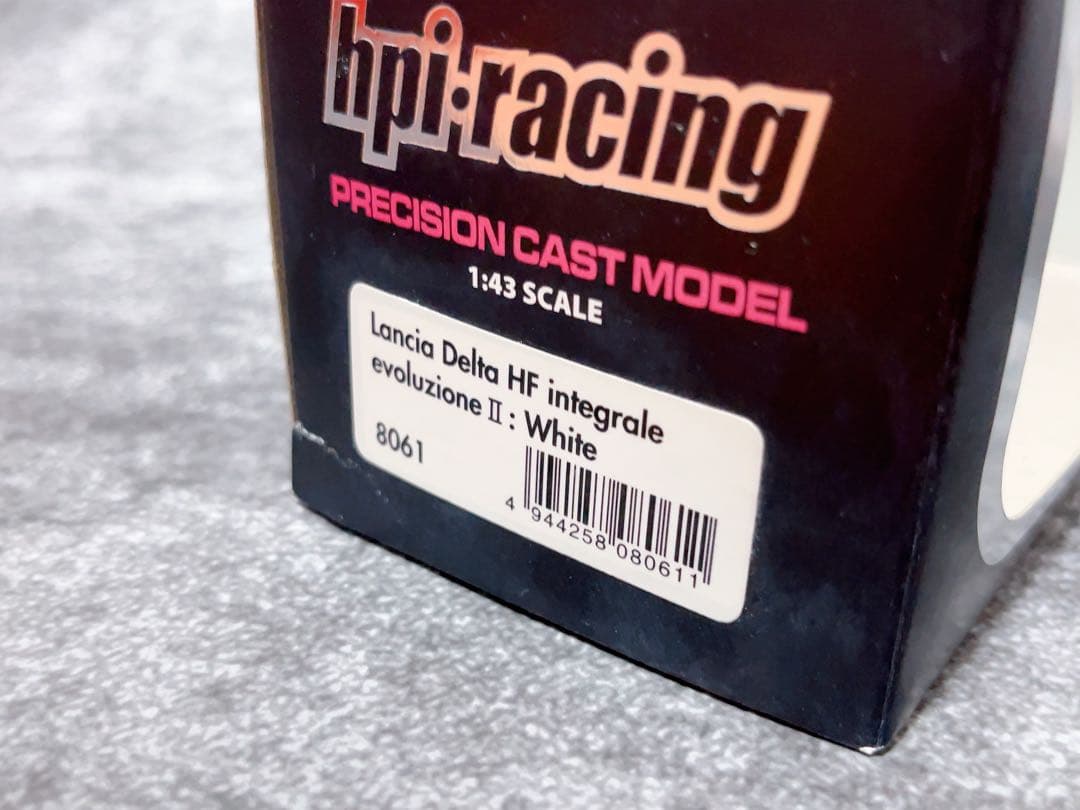 hpi·racing
PRECISION CAST MODEL
1:43 SCALE
Lancia Delta HF integrale
evoluzione Ⅱ : White
8061
4 944258 080611